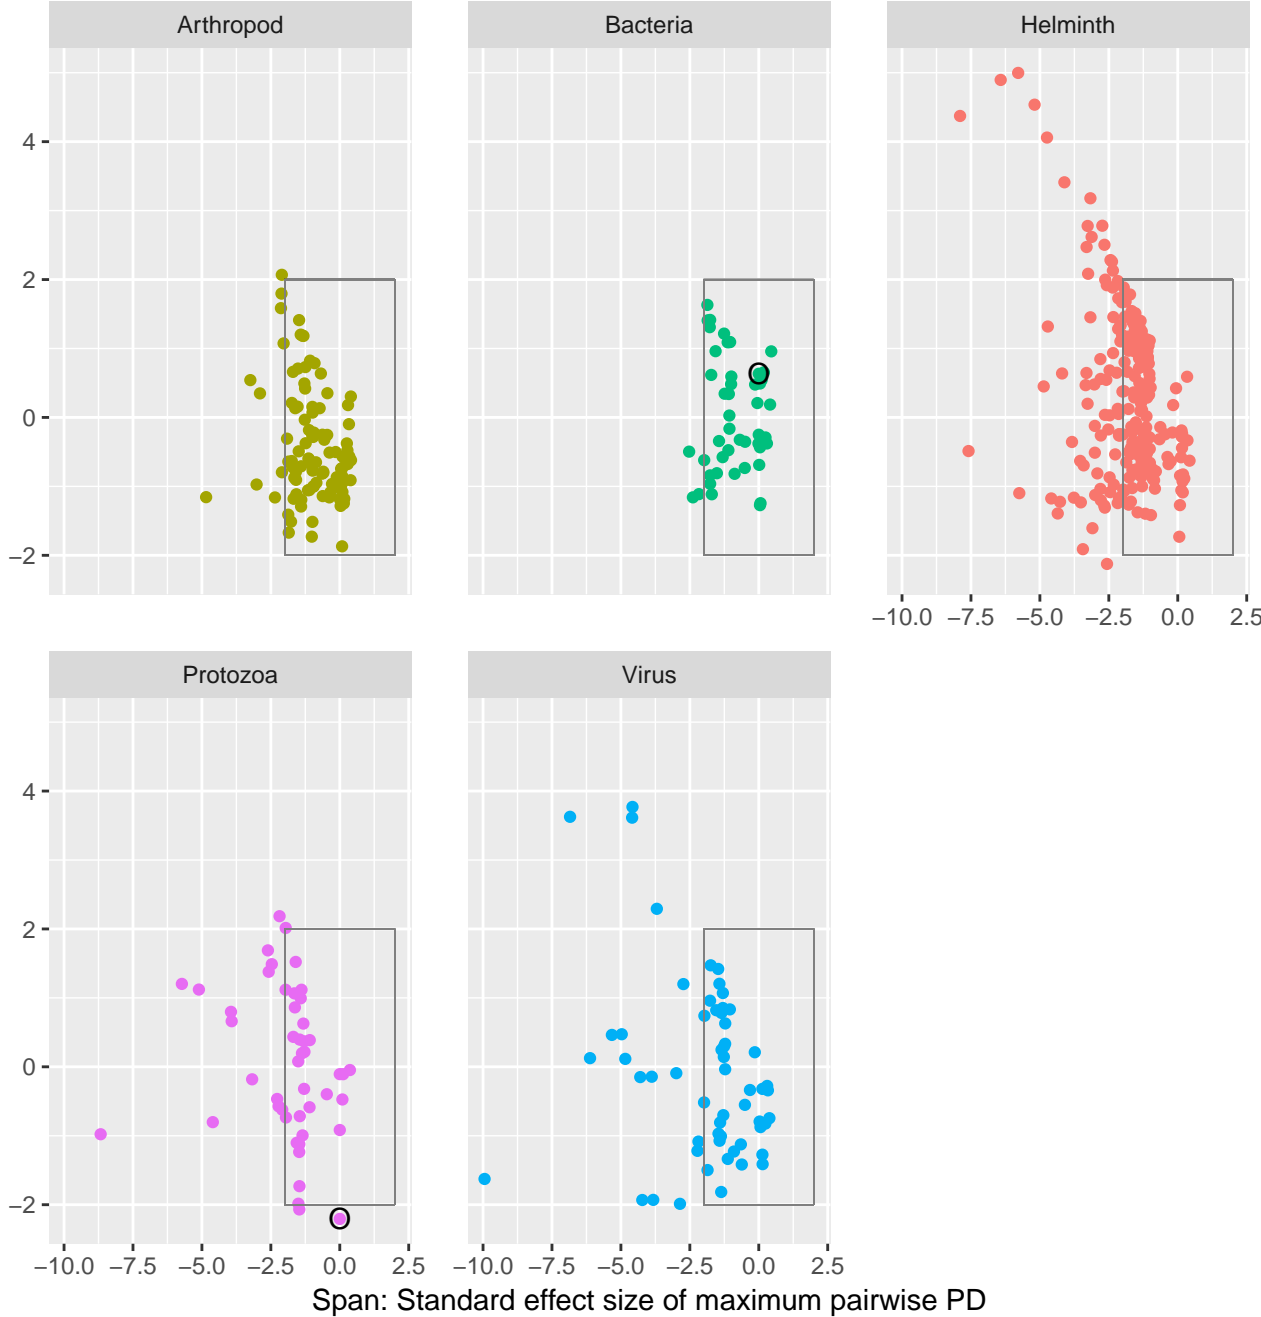 Arthropod Bacteria Helminth
4
2
0
−2
−10.0 −7.5 −5.0 −2.5 0.0 2.5
Protozoa Virus
4
2
0
−2
−10.0 −7.5 −5.0 −2.5 0.0 2.5 −10.0 −7.5 −5.0 −2.5 0.0 2.5
Span: Standard effect size of maximum pairwise PD